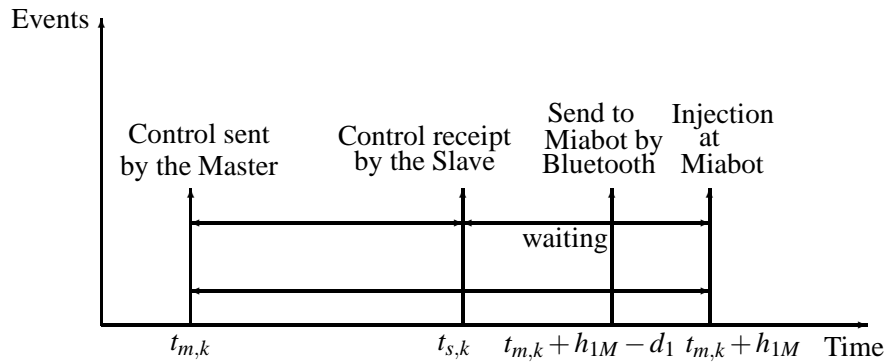 Events
Control sent
by the Master
Control receipt
by the Slave
Send to
Miabot by
Bluetooth
Injection
at
Miabot
waiting
t_{m,k}
t_{s,k}
t_{m,k} + h_{1M} − d_1
t_{m,k} + h_{1M}
Time